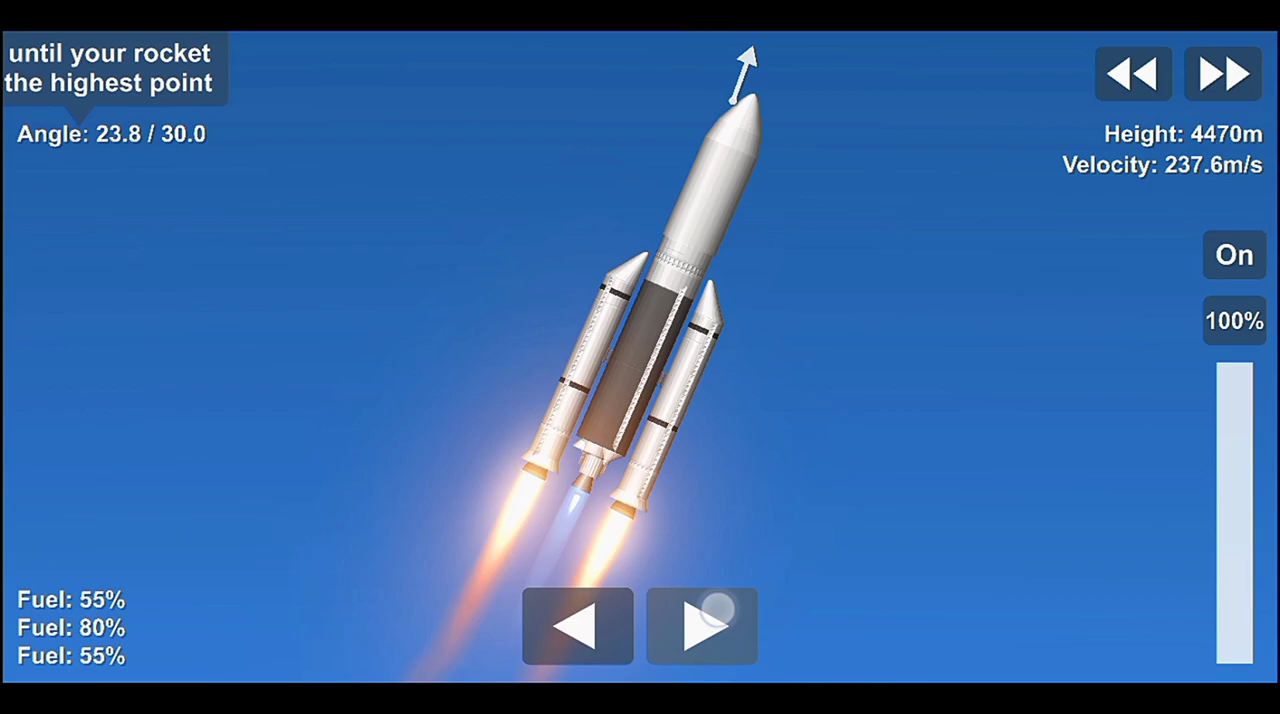 until your rocket
the highest point
Angle: 23.8 / 30.0
Height: 4470m
Velocity: 237.6m/s
On
100%
Fuel: 55%
Fuel: 80%
Fuel: 55%